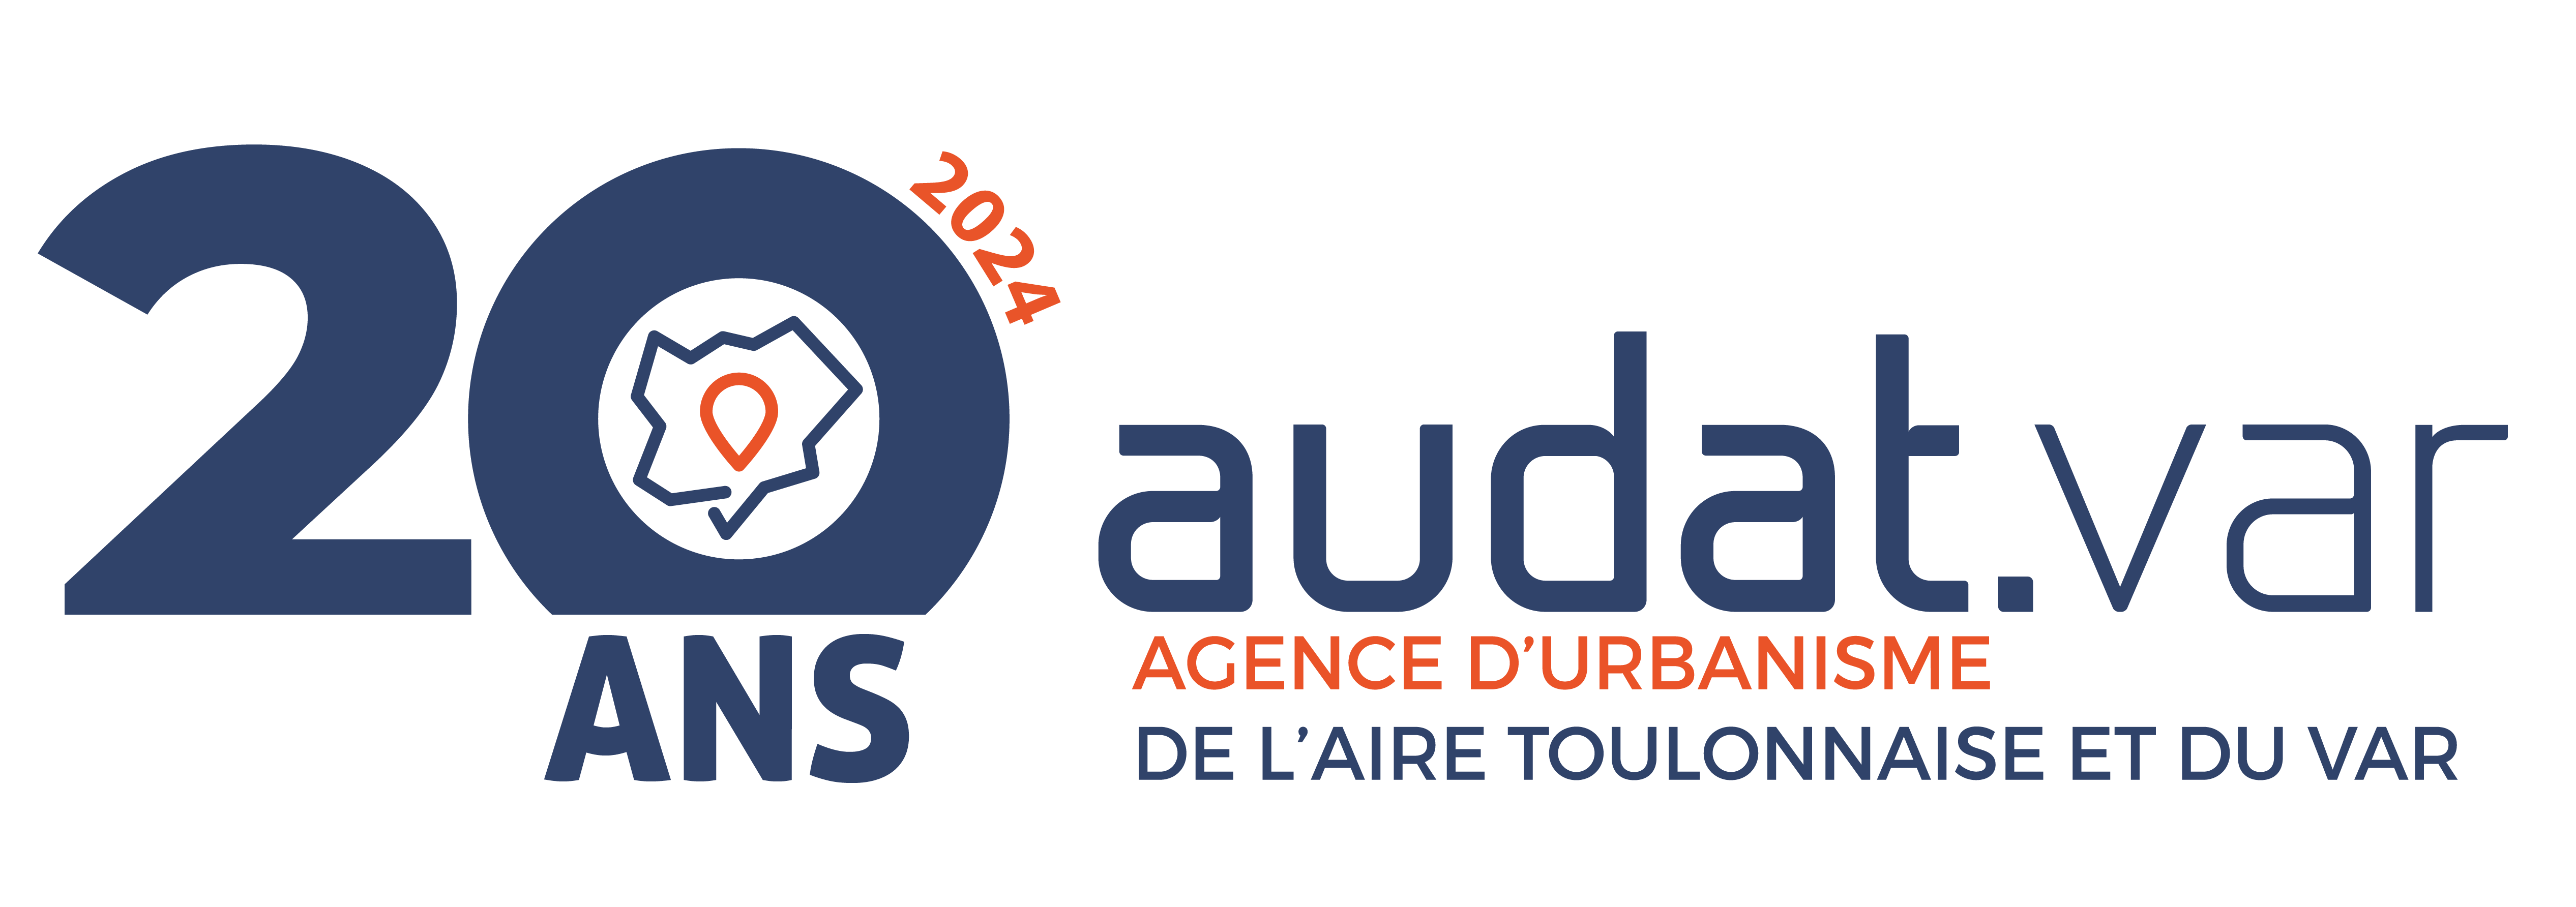 20
2024
ANS
audat.var
AGENCE D’URBANISME
DE L’AIRE TOULONNAISE ET DU VAR